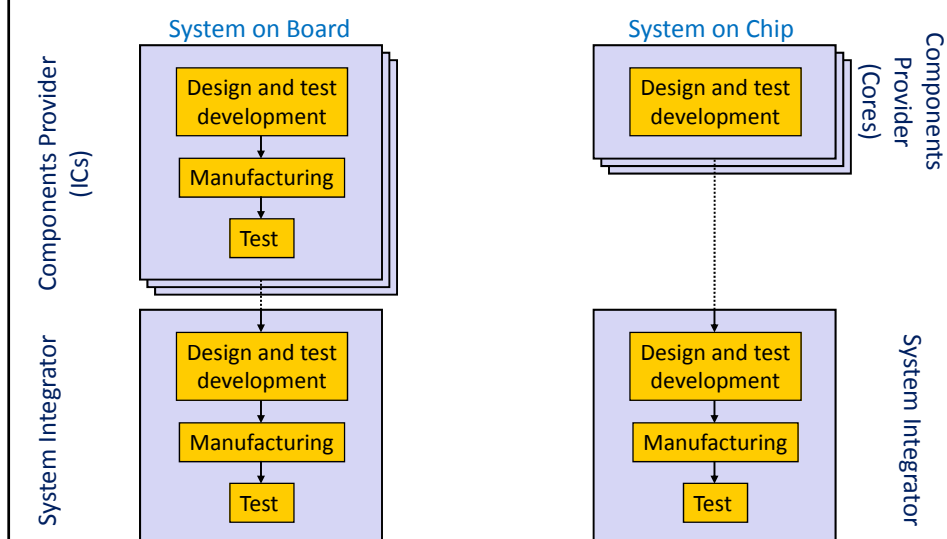 System on Board
System on Chip
Components Provider
(ICs)
Design and test
development
Manufacturing
Test
Design and test
development
Components
Provider
(Cores)
System Integrator
Design and test
development
Manufacturing
Test
Design and test
development
Manufacturing
Test
System Integrator